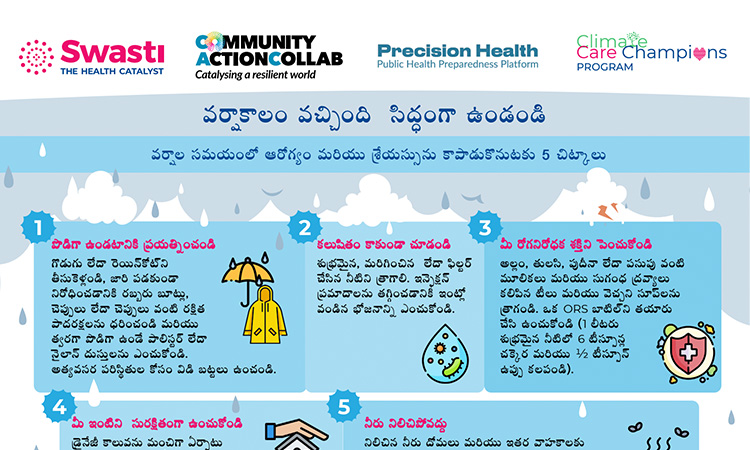 Swasti
THE HEALTH CATALYST
COMMUNITY
ACTIONCOLLAB
Catalysing a resilient world
Precision Health
Public Health Preparedness Platform
Climate
Care Champions
PROGRAM
వర్షాకాలం వచ్చింది సిద్ధంగా ఉండండి
వర్షాల సమయంలో ఆరోగ్యం మరియు శ్రేయస్సును కాపాడుకొనుటకు 5 చిట్కాలు
1
పొడిగా ఉండటానికి ప్రయత్నించండి
గొడుగు లేదా రెయిన్‌కోట్‌ని
తీసుకెళ్లండి, జారి పడకుండా
నిరోధించడానికి రబ్బరు బూట్లు,
చెప్పులు లేదా చెప్పులు వంటి రక్షిత
పాదరక్షలను ధరించండి మరియు
త్వరగా పొడిగా ఉండే పాలిస్టర్ లేదా
నైలాన్ దుస్తులను ఎంచుకోండి.
అత్యవసర పరిస్థితుల కోసం విడి బట్టలు ఉంచండి.
2
కలుషితం కాకుండా చూడండి
శుభ్రమైన, మరిగించిన లేదా ఫిల్టర్
చేసిన నీటిని త్రాగాలి. ఇన్ఫెక్షన్
ప్రమాదాలను తగ్గించడానికి ఇంట్లో
వండిన భోజనాన్ని ఎంచుకోండి.
3
మీ రోగనిరోధక శక్తిని పెంచుకోండి
అల్లం, తులసి, పుదీనా లేదా పసుపు వంటి
మూలికలు మరియు సుగంధ ద్రవ్యాలు
కలిపిన టీలు మరియు వెచ్చని సూప్‌లను
త్రాగండి. ఒక ORS బాటిల్‌ని తయారు
చేసి ఉంచుకోండి (1 లీటరు
శుభ్రమైన నీటిలో 6 టీస్పూన్ల
చక్కెర మరియు ½ టీస్పూన్
ఉప్పు కలపండి).
4
మీ ఇంటిని సురక్షితంగా ఉంచుకోండి
డ్రైనేజీ కాలువను మంచిగా ఏర్పాటు
5
నీరు నిలిచిపోవద్దు
నిలిచిన నీరు దోమలు మరియు ఇతర వాహకాలకు